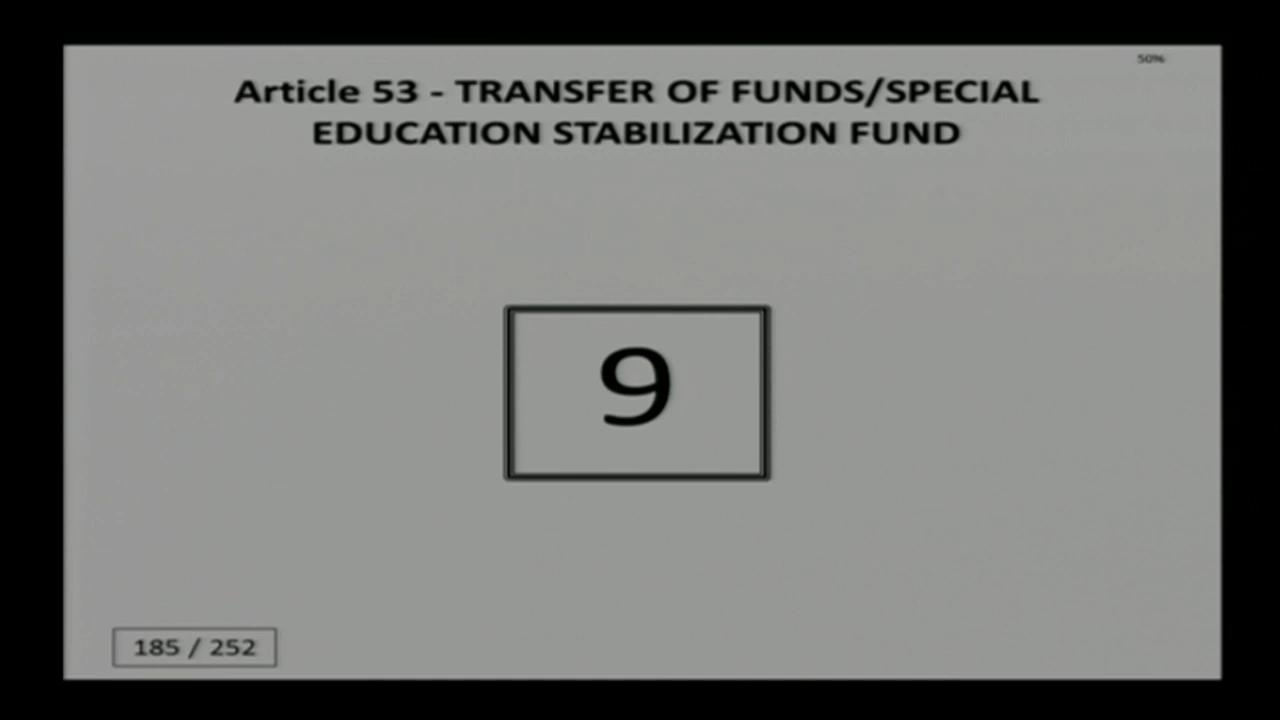 50%
Article 53 - TRANSFER OF FUNDS/SPECIAL
EDUCATION STABILIZATION FUND
9
185 / 252